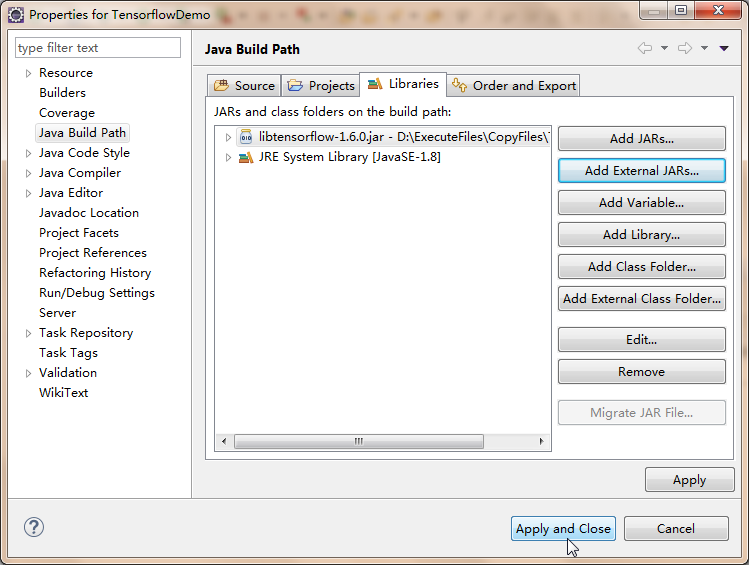 Properties for TensorflowDemo
type filter text
Resource
Builders
Coverage
Java Build Path
Java Code Style
Java Compiler
Java Editor
Javadoc Location
Project Facets
Project References
Refactoring History
Run/Debug Settings
Server
Task Repository
Task Tags
Validation
WikiText
Java Build Path
Source
Projects
Libraries
Order and Export
JARs and class folders on the build path:
libtensorflow-1.6.0.jar - D:\ExecuteFiles\CopyFiles\
JRE System Library [JavaSE-1.8]
Add JARs...
Add External JARs...
Add Variable...
Add Library...
Add Class Folder...
Add External Class Folder...
Edit...
Remove
Migrate JAR File...
Apply
Apply and Close
Cancel